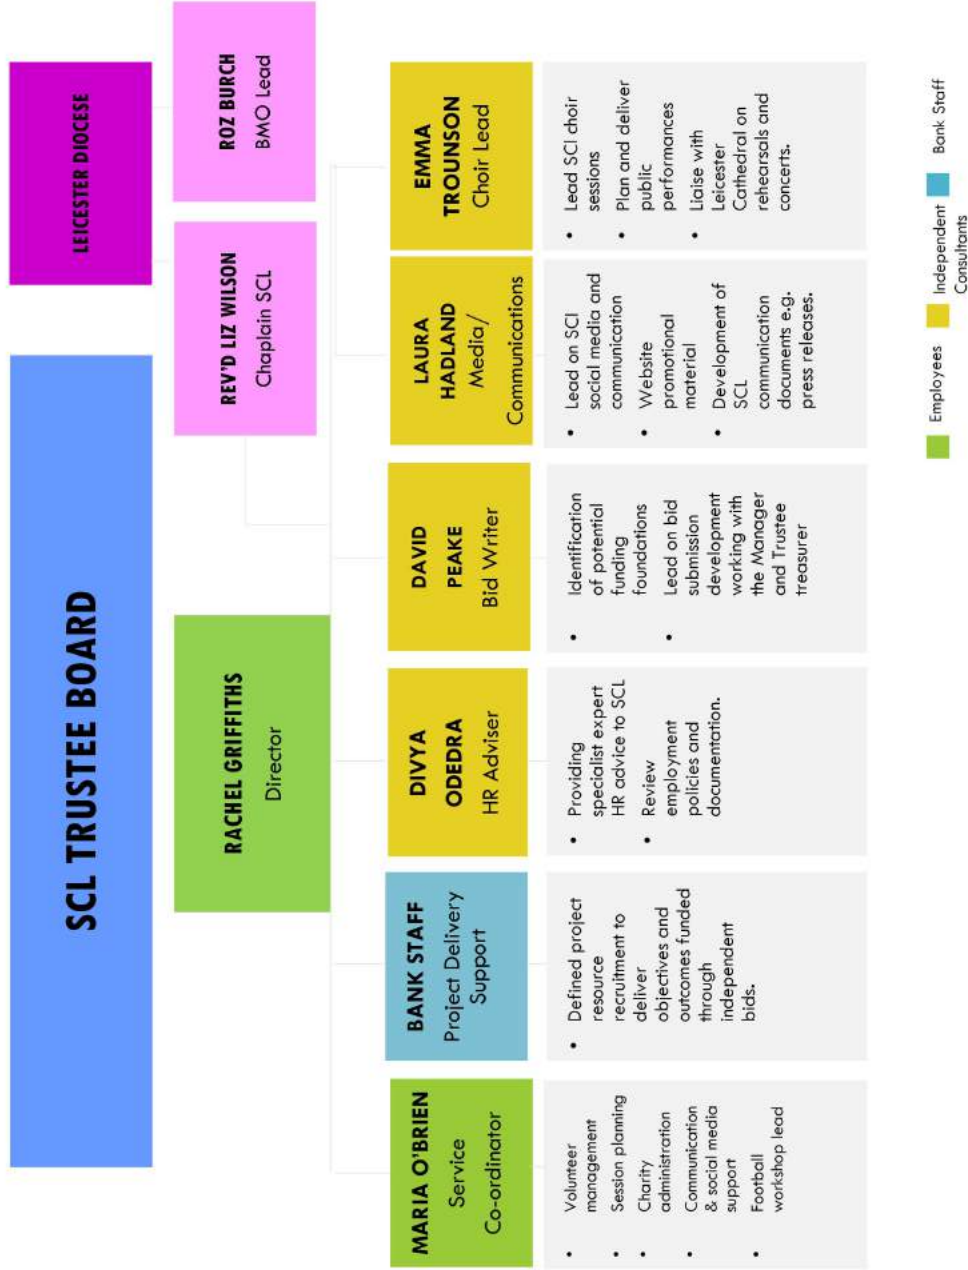 SCL TRUSTEE BOARD
LEICESTER DIOCESE
RACHEL GRIFFITHS
Director
REV'D LIZ WILSON
Chaplain SCL
ROZ BURCH
BMO Lead
MARIA O'BRIEN
Service
Co-ordinator
• Volunteer
management
• Session planning
• Charity
administration
• Communication
& social media
support
• Football
workshop lead
BANK STAFF
Project Delivery
Support
• Defined project
resource
recruitment to
deliver
objectives and
outcomes funded
through
independent
bids.
DIVYA
ODEDRA
HR Adviser
• Providing
specialist expert
HR advice to SCL
• Review
employment
policies and
documentation.
DAVID
PEAKE
Bid Writer
• Identification
of potential
funding
foundations
• Lead on bid
submission
development
working with
the Manager
and Trustee
treasurer
LAURA
HADLAND
Media/
Communications
• Lead on SCI
social media and
communication
• Website
promotional
material
• Development of
SCL
communication
documents e.g.
press releases.
EMMA
TROUNSON
Choir Lead
• Lead SCI choir
sessions
• Plan and deliver
public
performances
• Liaise with
Leicester
Cathedral on
rehearsals and
concerts.
Employees
Independent
Consultants
Bank Staff